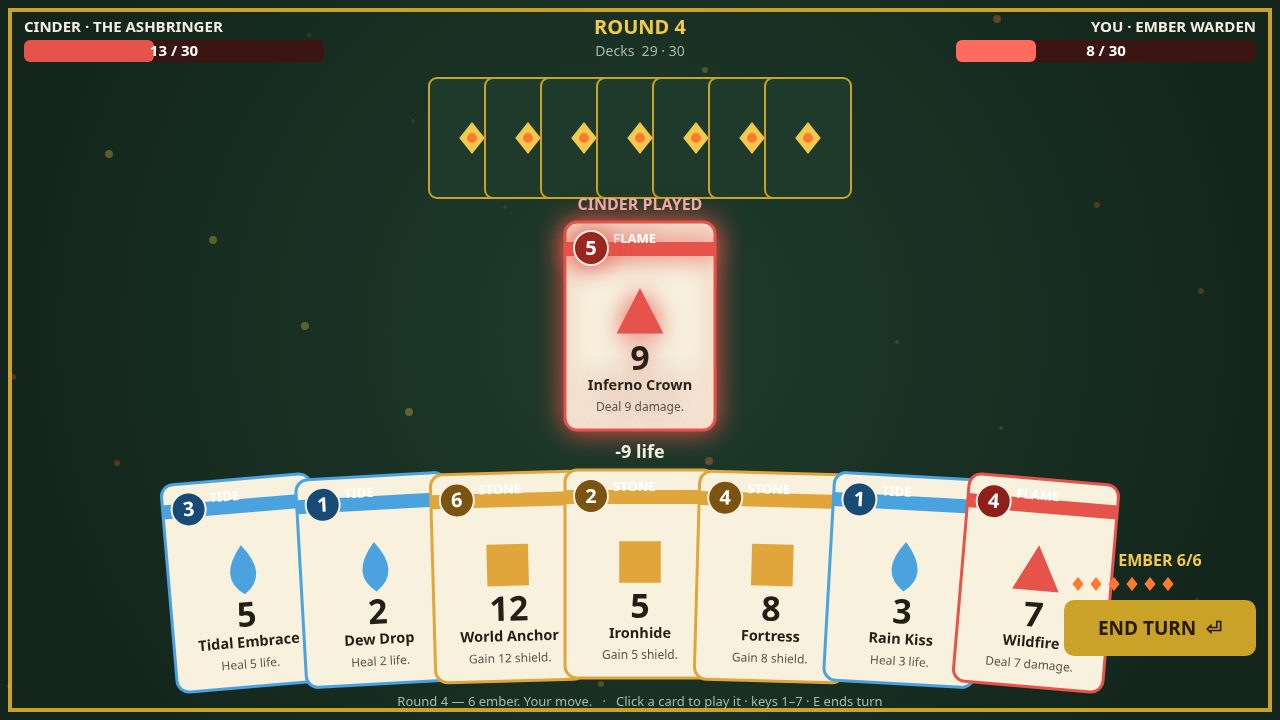 CINDER · THE ASHBRINGER
13 / 30
ROUND 4
Decks 29 · 30
YOU · EMBER WARDEN
8 / 30
CINDER PLAYED
5
FLAME
9
Inferno Crown
Deal 9 damage.
-9 life
3
TIDE
5
Tidal Embrace
Heal 5 life.
1
TIDE
2
Dew Drop
Heal 2 life.
6
STONE
12
World Anchor
Gain 12 shield.
2
STONE
5
Ironhide
Gain 5 shield.
4
STONE
8
Fortress
Gain 8 shield.
1
TIDE
3
Rain Kiss
Heal 3 life.
4
FLAME
7
Wildfire
Deal 7 damage.
EMBER 6/6
END TURN ⏎
Round 4 — 6 ember. Your move. · Click a card to play it · keys 1–7 · E ends turn